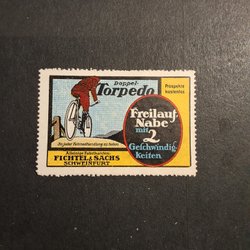 Doppel-
Torpedo
Prospekte
kostenlos
Freilauf-
Nabe
mit
2
Geschwindig-
keiten.
In jeder Fahrradhandlung zu haben.
Alleinige Fabrikanten:
FICHTEL & SACHS
SCHWEINFURT